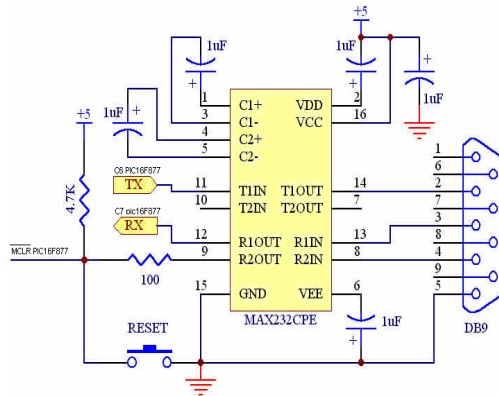 +5
1uF
1uF
1uF
1 C1+ VDD 2
3 C1- VCC 16
+5
1uF
4 C2+
5 C2-
C6 PIC16F877
TX
11 T1IN T1OUT 14
10 T2IN T2OUT 7
4.7K
C7 pic16F877
RX
12 R1OUT R1IN 13
9 R2OUT R2IN 8
MCLR PIC16F877
100
15 GND VEE 6
MAX232CPE
1uF
RESET
1
6
2
7
3
8
4
9
5
DB9